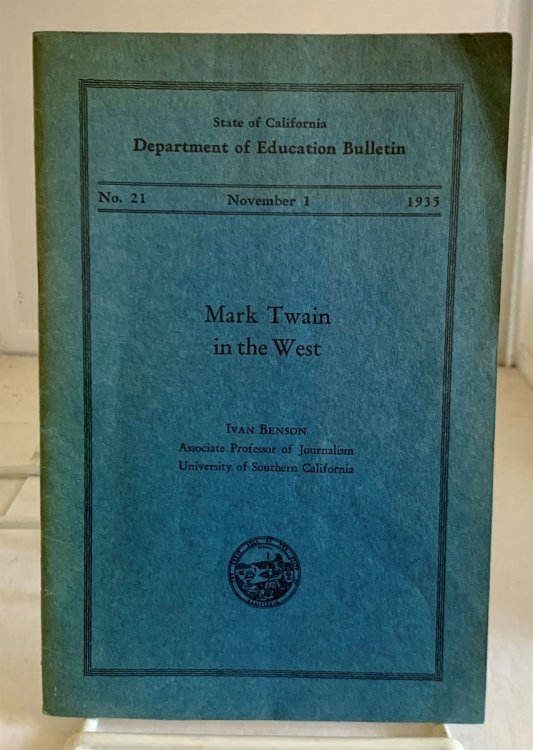 State of California
Department of Education Bulletin
No. 21 November 1 1935
Mark Twain
in the West
IVAN BENSON
Associate Professor of Journalism
University of Southern California